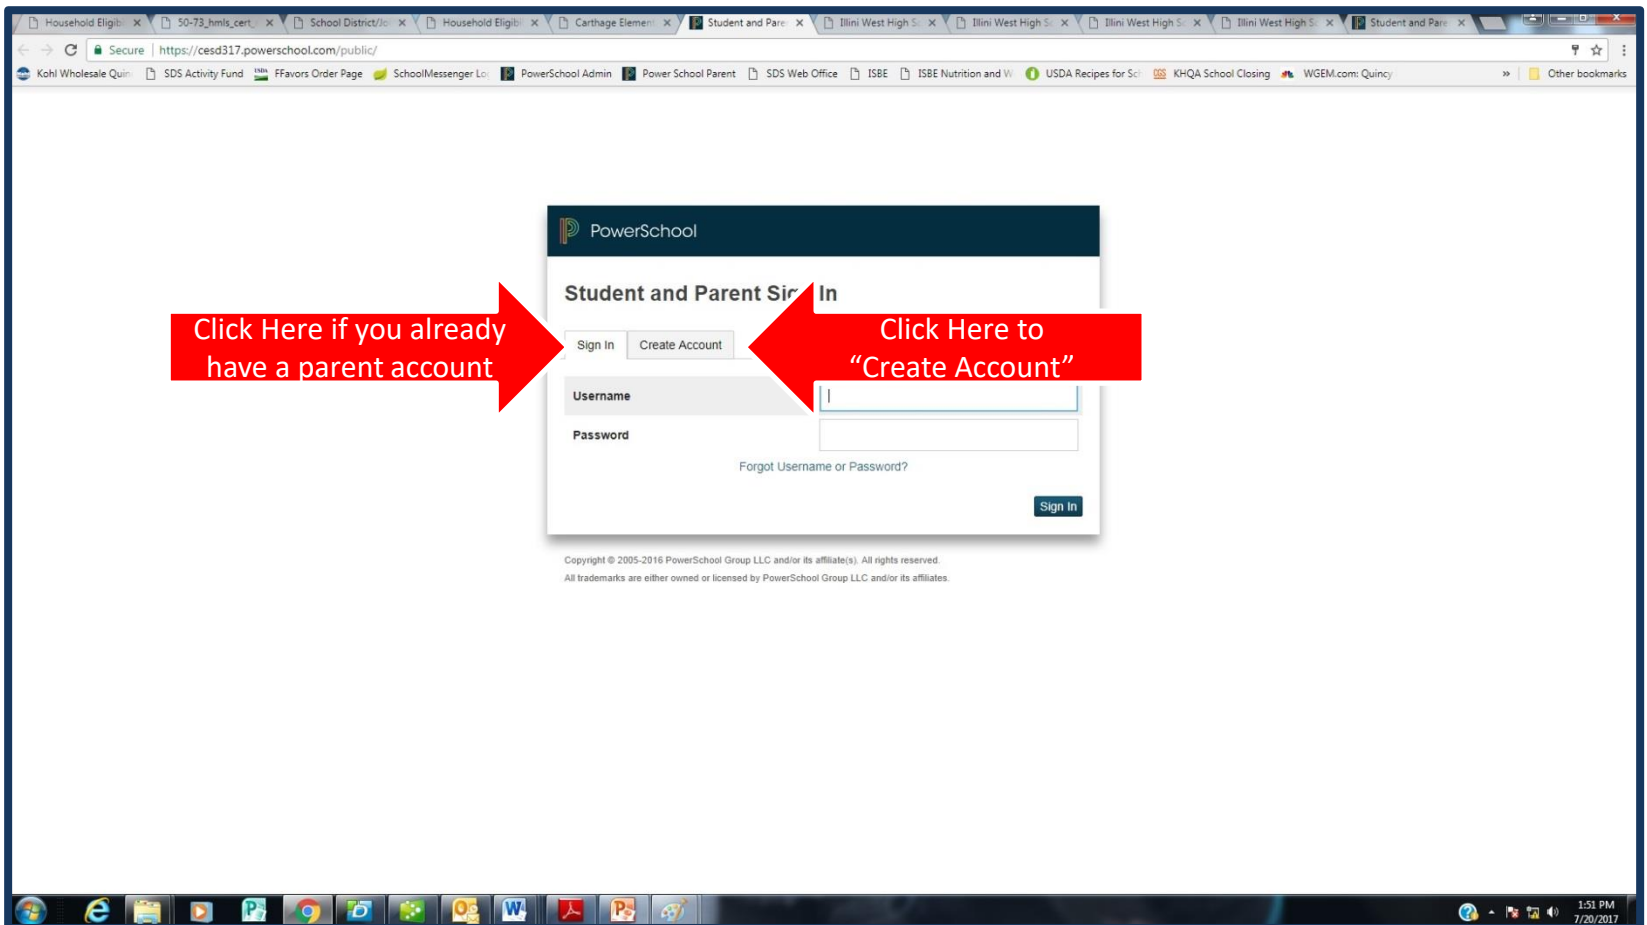 Household Eligibi
50-73_hmls_cert_
School District/Jo
Household Eligibil
Carthage Element
Student and Pare
Illini West High S
Illini West High Sc
Illini West High Sc
Illini West High S
Student and Pare
Secure | https://cesd317.powerschool.com/public/
Kohl Wholesale Quin
SDS Activity Fund
FFavors Order Page
SchoolMessenger Lo
PowerSchool Admin
Power School Parent
SDS Web Office
ISBE
ISBE Nutrition and W
USDA Recipes for Sch
KHQA School Closing
WGEM.com: Quincy
»
Other bookmarks
PowerSchool
Student and Parent Sig In
Click Here if you already
have a parent account
Sign In
Create Account
Click Here to
“Create Account”
Username
Password
Forgot Username or Password?
Sign In
Copyright © 2005-2016 PowerSchool Group LLC and/or its affiliate(s). All rights reserved.
All trademarks are either owned or licensed by PowerSchool Group LLC and/or its affiliates.
1:51 PM
7/20/2017